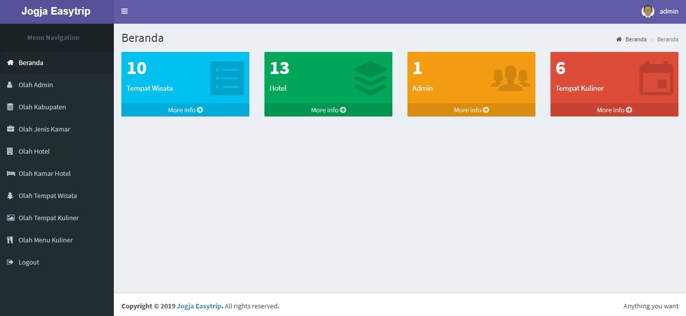 Jogja Easytrip
admin
Menu Navigation
Beranda
Olah Admin
Olah Kabupaten
Olah Jenis Kamar
Olah Hotel
Olah Kamar Hotel
Olah Tempat Wisata
Olah Tempat Kuliner
Olah Menu Kuliner
Logout
Beranda
Beranda > Beranda
10
Tempat Wisata
More info
13
Hotel
More info
1
Admin
More info
6
Tempat Kuliner
More info
Copyright © 2019 Jogja Easytrip. All rights reserved.
Anything you want